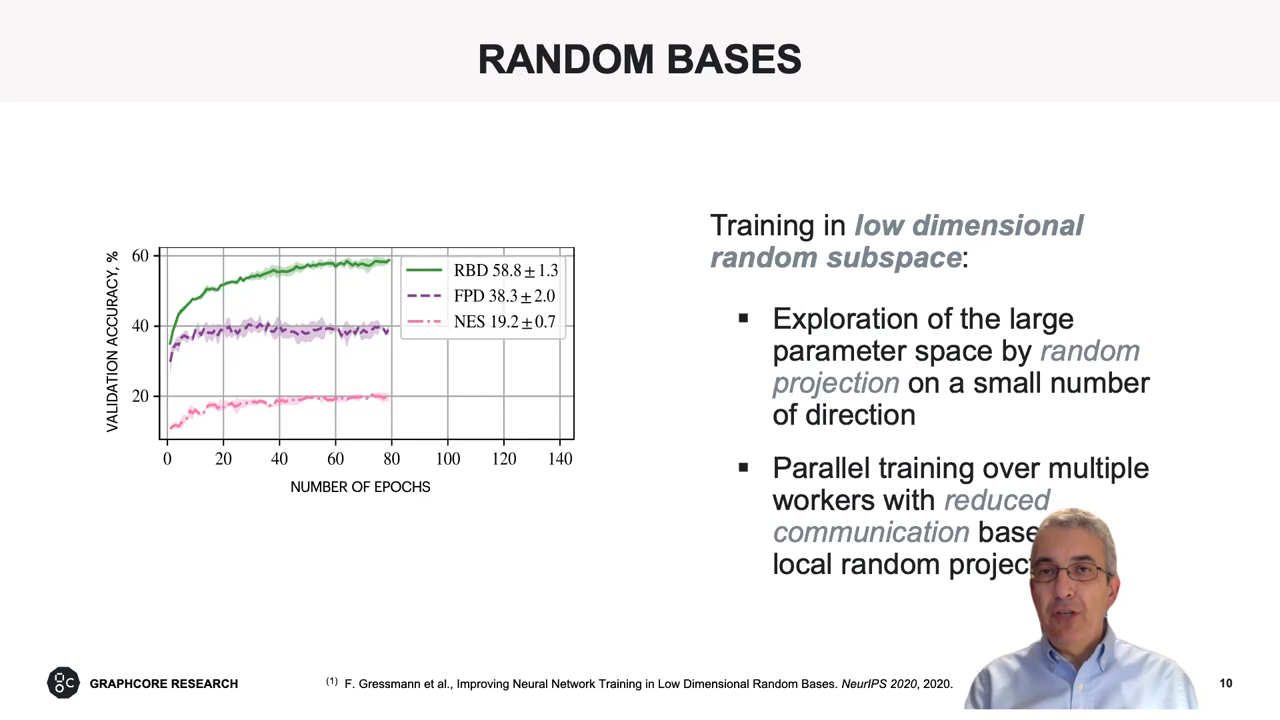 RANDOM BASES
VALIDATION ACCURACY, %
60
40
20
0 20 40 60 80 100 120 140
NUMBER OF EPOCHS
RBD 58.8 ± 1.3
FPD 38.3 ± 2.0
NES 19.2 ± 0.7
Training in low dimensional
random subspace:
▪ Exploration of the large
parameter space by random
projection on a small number
of direction
▪ Parallel training over multiple
workers with reduced
communication
local random
GRAPHCORE RESEARCH
(1) F. Gressmann et al., Improving Neural Network Training in Low Dimensional Random Bases. NeurIPS 2020, 2020.
10